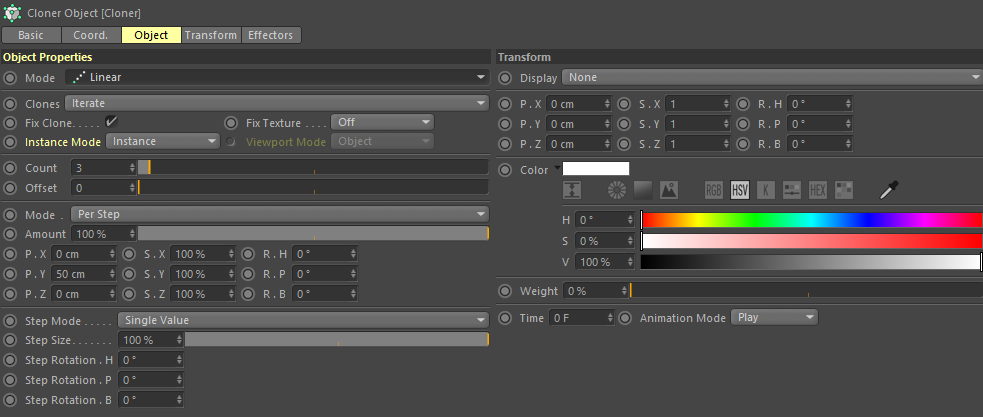 Cloner Object [Cloner]
Basic Coord. Object Transform Effectors
Object Properties
Mode Linear
Clones Iterate
Fix Clone . . . . . Fix Texture . . . . Off
Instance Mode Instance Viewport Mode Object
Count 3
Offset 0
Mode . Per Step
Amount 100 %
P . X 0 cm S . X 100 % R . H 0 °
P . Y 50 cm S . Y 100 % R . P 0 °
P . Z 0 cm S . Z 100 % R . B 0 °
Step Mode . . . . . Single Value
Step Size. . . . . . . 100 %
Step Rotation . H 0 °
Step Rotation . P 0 °
Step Rotation . B 0 °
Transform
Display None
P . X 0 cm S . X 1 R . H 0 °
P . Y 0 cm S . Y 1 R . P 0 °
P . Z 0 cm S . Z 1 R . B 0 °
Color
RGB HSV K HEX
H 0 °
S 0 %
V 100 %
Weight 0 %
Time 0 F Animation Mode Play